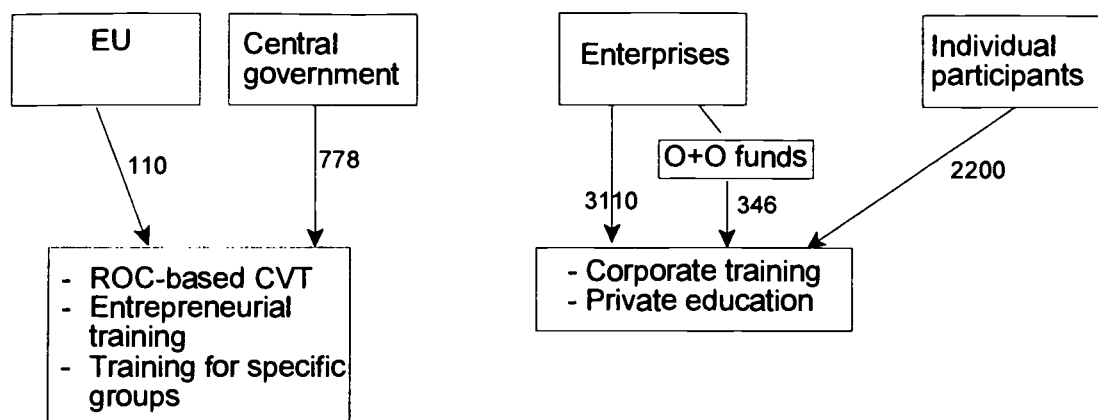 EU
Central
government
Enterprises
Individual
participants
110
778
3110
O+O funds
346
2200
- ROC-based CVT
- Entrepreneurial
training
- Training for specific
groups
- Corporate training
- Private education